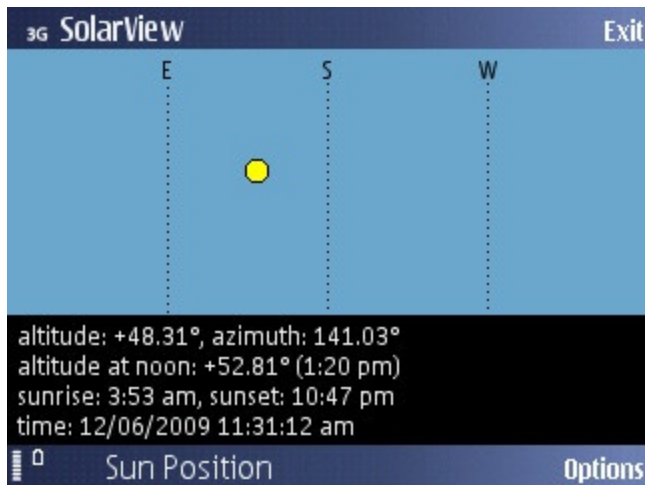 3G SolarView Exit
E S W
altitude: +48.31°, azimuth: 141.03°
altitude at noon: +52.81° (1:20 pm)
sunrise: 3:53 am, sunset: 10:47 pm
time: 12/06/2009 11:31:12 am
Sun Position Options